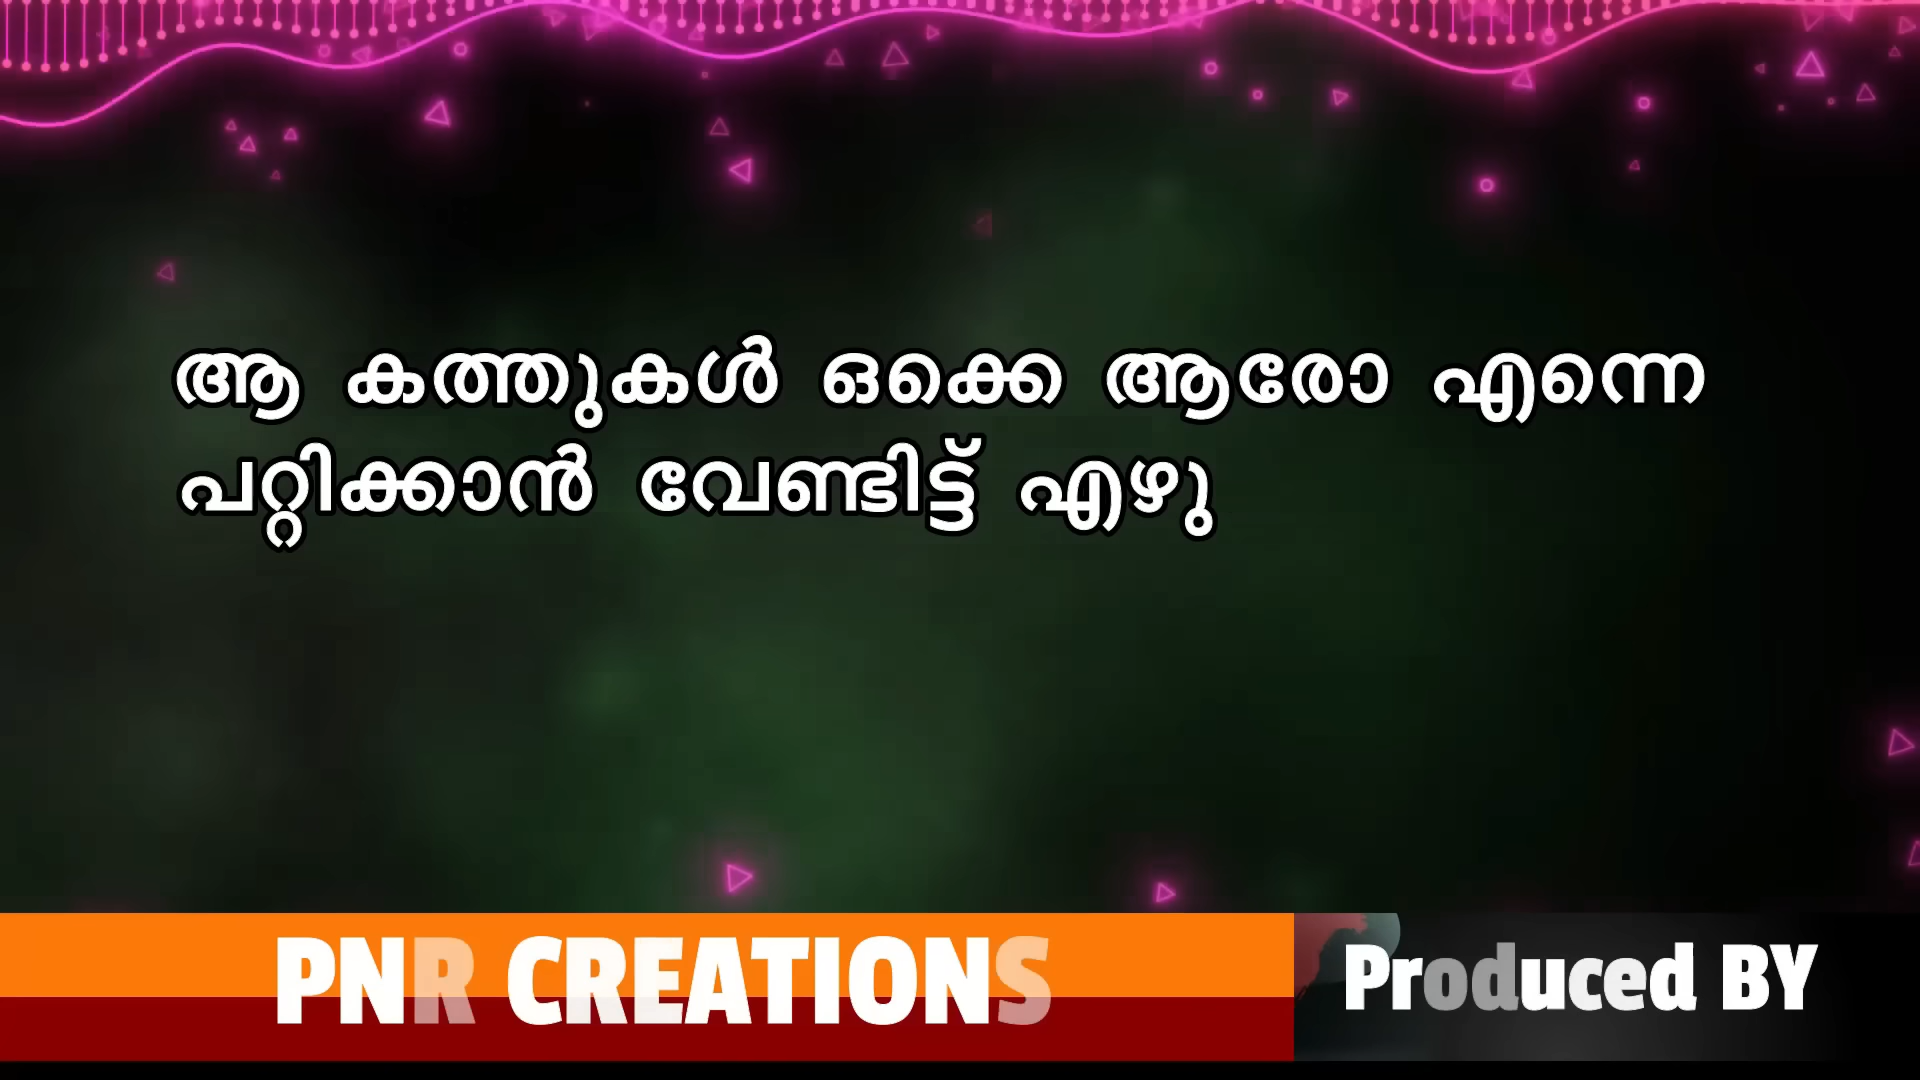 ആ കത്തുകൾ ഒക്കെ ആരോ എന്നെ
പറ്റിക്കാൻ വേണ്ടിട്ട് എഴു
PNR CREATIONS
Produced BY